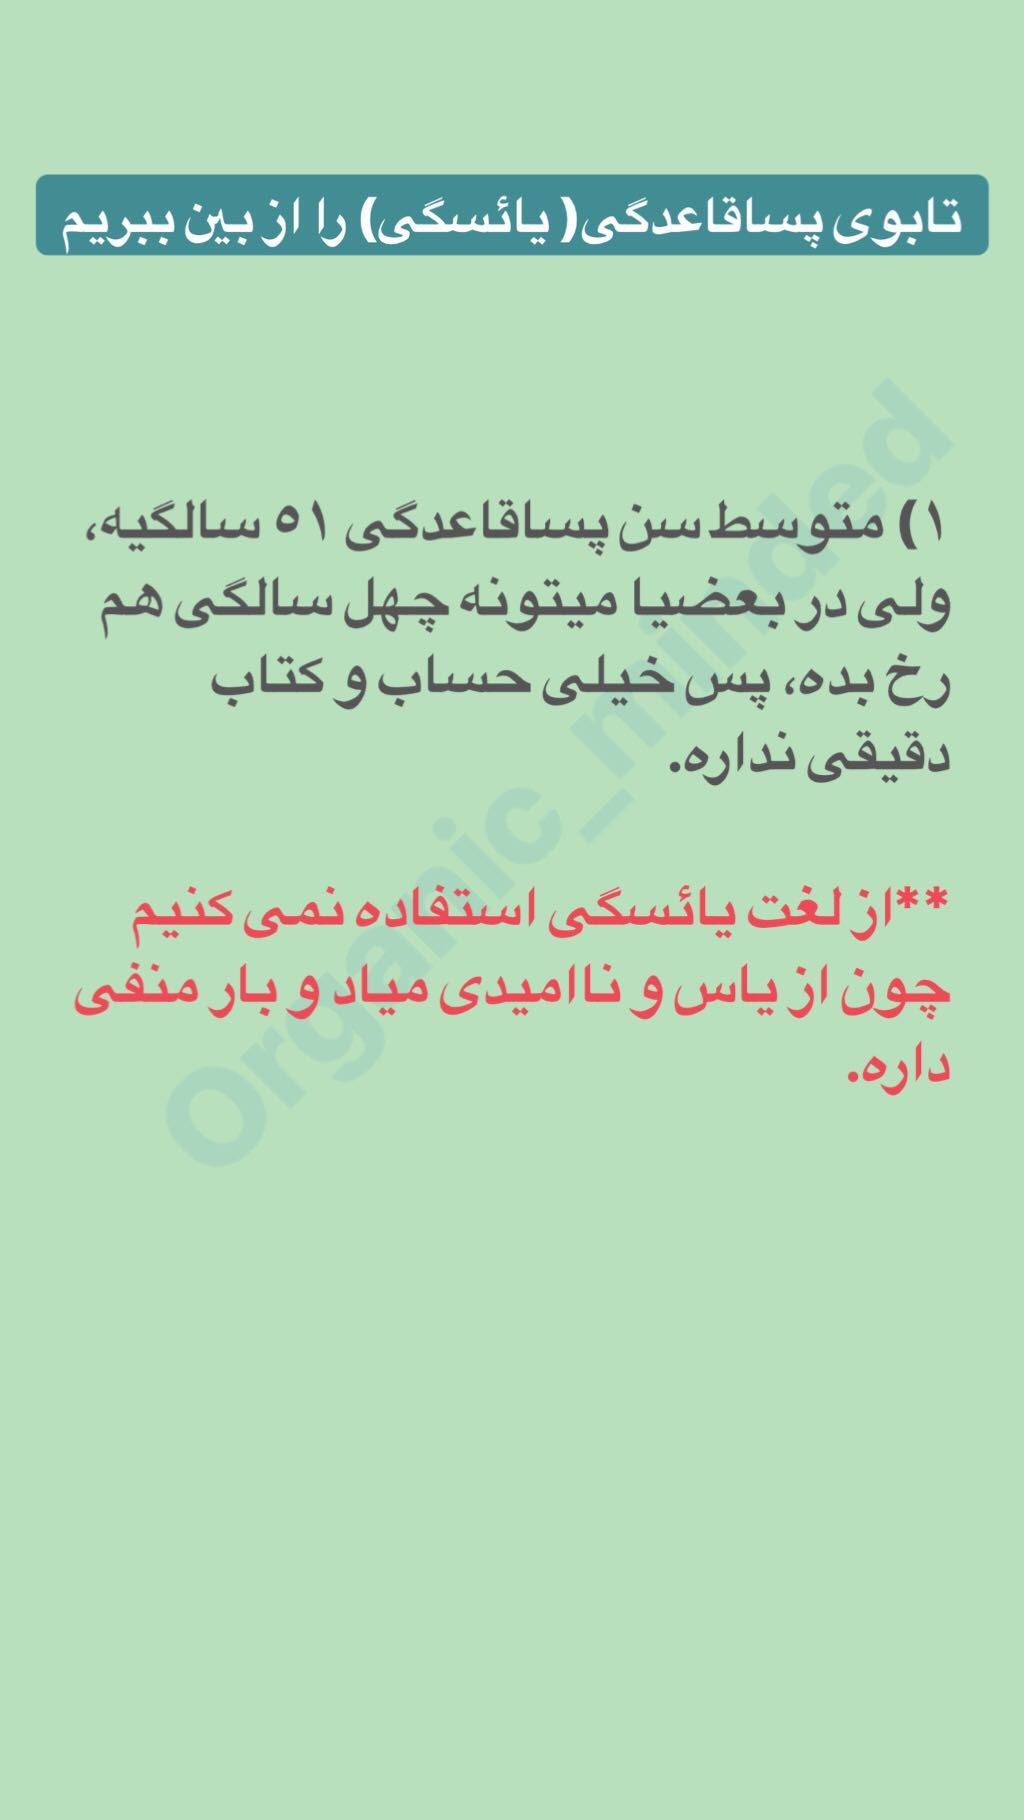 تابوی پساقاعدگی( یائسگی) را از بین ببریم
۱) متوسط سن پساقاعدگی ۵۱ سالگیه،
ولی در بعضیا میتونه چهل سالگی هم
رخ بده، پس خیلی حساب و کتاب
دقیقی نداره.
**از لغت یائسگی استفاده نمی کنیم
چون از یاس و ناامیدی میاد و بار منفی
داره.
Organic_minded